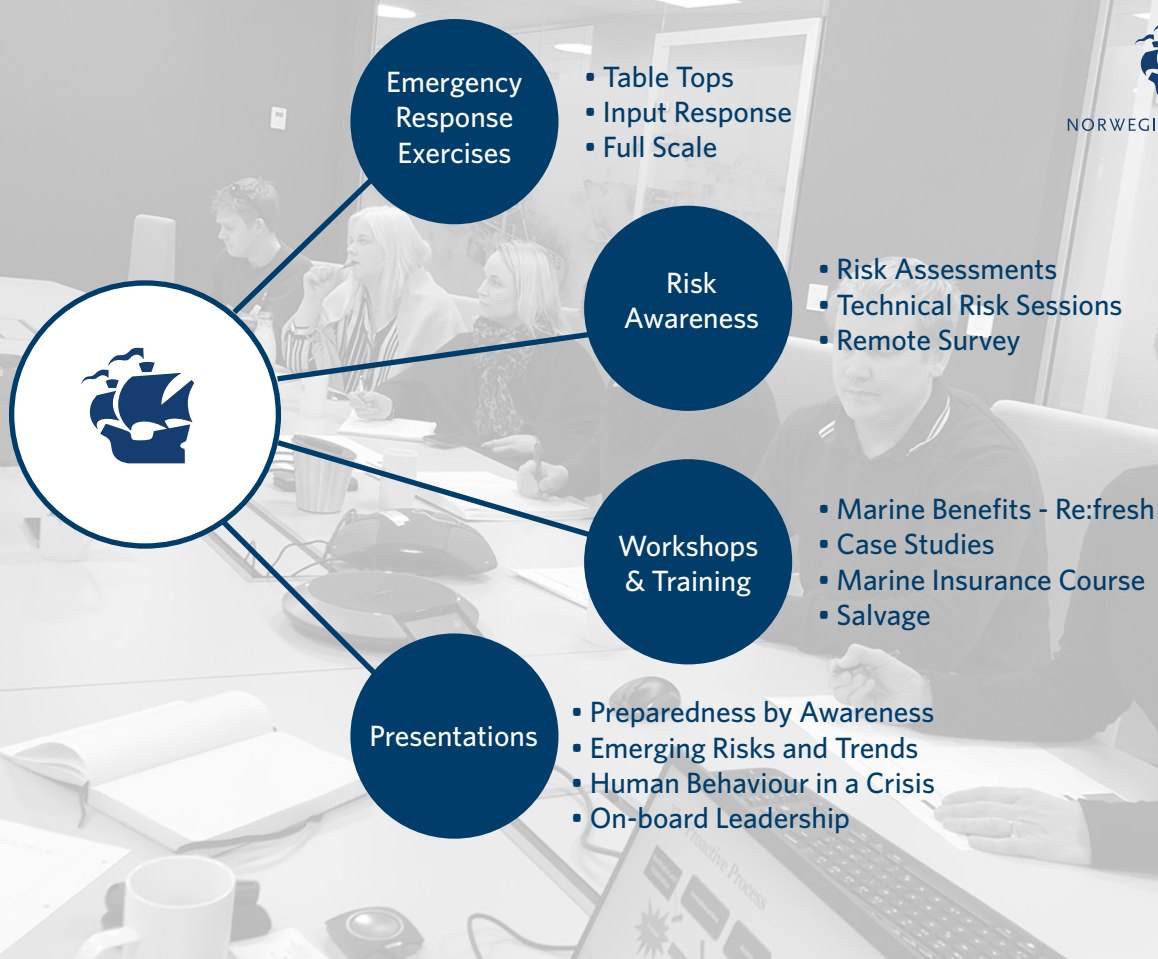 Emergency
Response
Exercises
• Table Tops
• Input Response
• Full Scale
NORWEGI
Risk
Awareness
• Risk Assessments
• Technical Risk Sessions
• Remote Survey
Workshops
& Training
• Marine Benefits - Re:fresh
• Case Studies
• Marine Insurance Course
• Salvage
Presentations
• Preparedness by Awareness
• Emerging Risks and Trends
• Human Behaviour in a Crisis
• On-board Leadership
Proactive Process